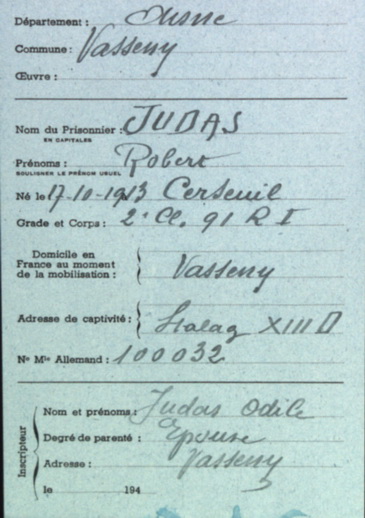 Département : Aisne
Commune : Vasseny
Œuvre :
Nom du Prisonnier : JUDAS
EN CAPITALES
Prénoms : Robert
SOULIGNER LE PRÉNOM USUEL
Né le 17-10-1913 Cerseuil
Grade et Corps : 2e Cl. 91 R I
Domicile en
France au moment
de la mobilisation :
Vasseny
Adresse de captivité : Stalag XIII D
No Mle Allemand : 100032
Inscripteur
Nom et prénoms : Judas Odile
Degré de parenté : Epouse
Adresse : Vasseny
le 194